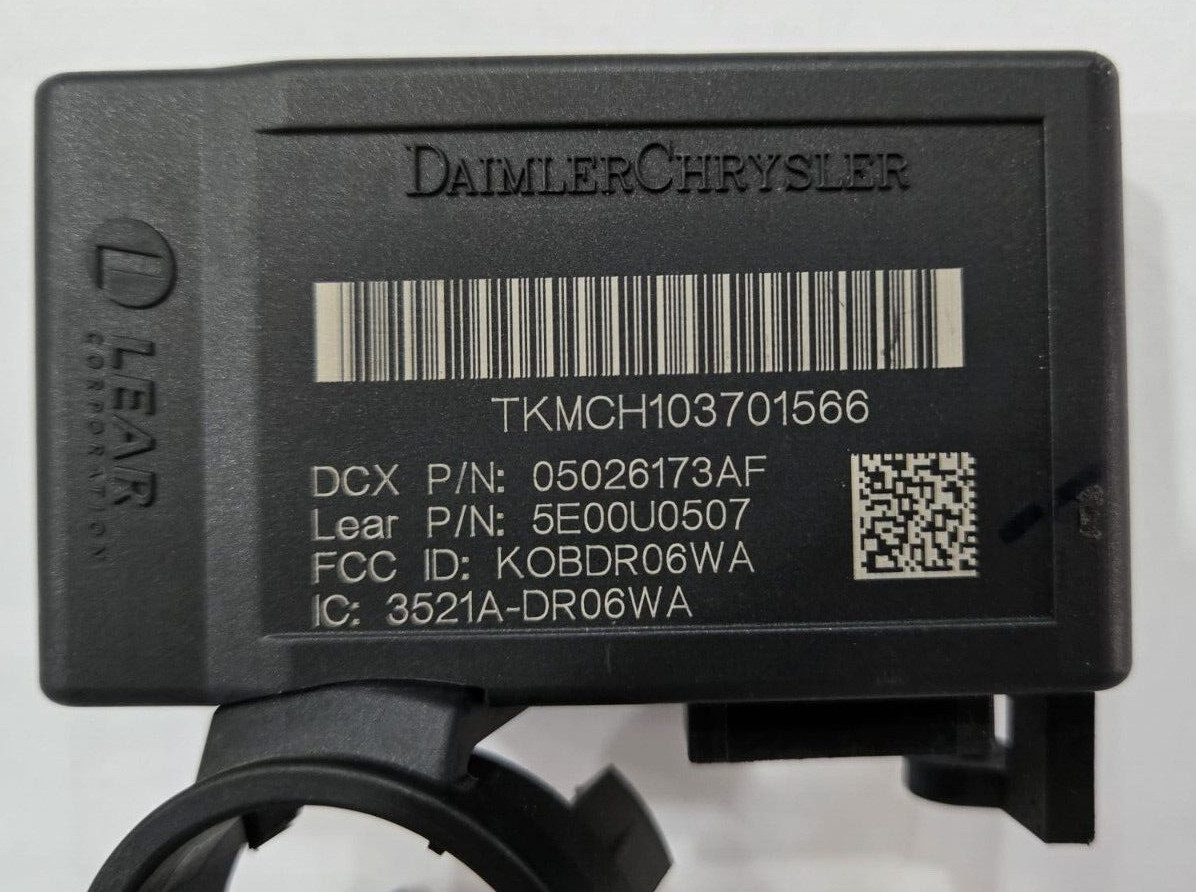 DAIMLERCHRYSLER
LEAR
CORPORATION
TKMCH103701566
DCX P/N: 05026173AF
Lear P/N: 5E00U0507
FCC ID: KOBDR06WA
IC: 3521A-DR06WA